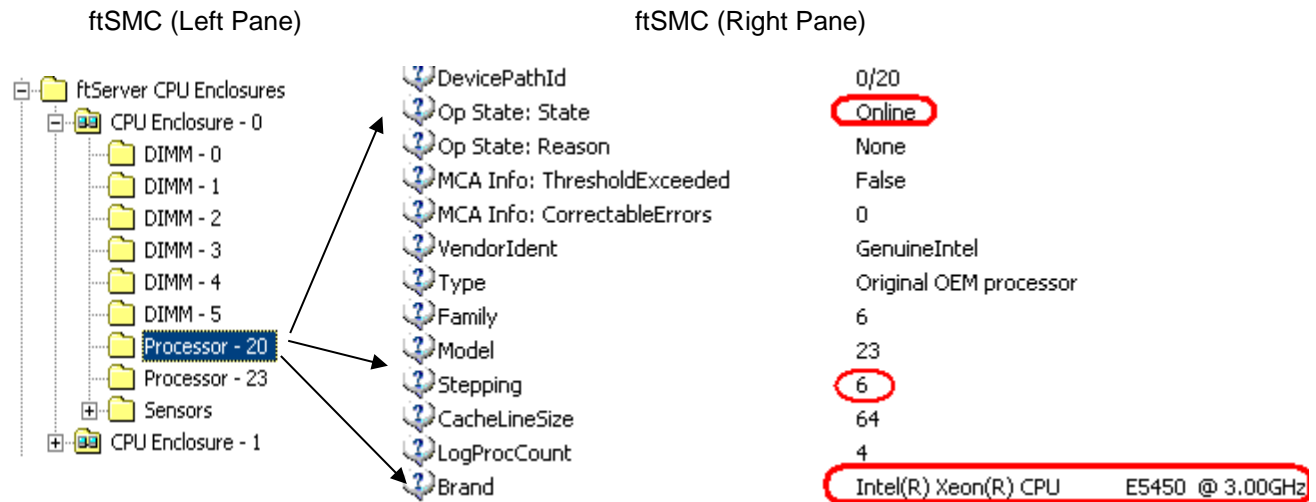 ftSMC (Left Pane)
ftSMC (Right Pane)
ftServer CPU Enclosures
CPU Enclosure - 0
DIMM - 0
DIMM - 1
DIMM - 2
DIMM - 3
DIMM - 4
DIMM - 5
Processor - 20
Processor - 23
Sensors
CPU Enclosure - 1
DevicePathId 0/20
Op State: State Online
Op State: Reason None
MCA Info: ThresholdExceeded False
MCA Info: CorrectableErrors 0
VendorIdent GenuineIntel
Type Original OEM processor
Family 6
Model 23
Stepping 6
CacheLineSize 64
LogProcCount 4
Brand Intel(R) Xeon(R) CPU E5450 @ 3.00GHz